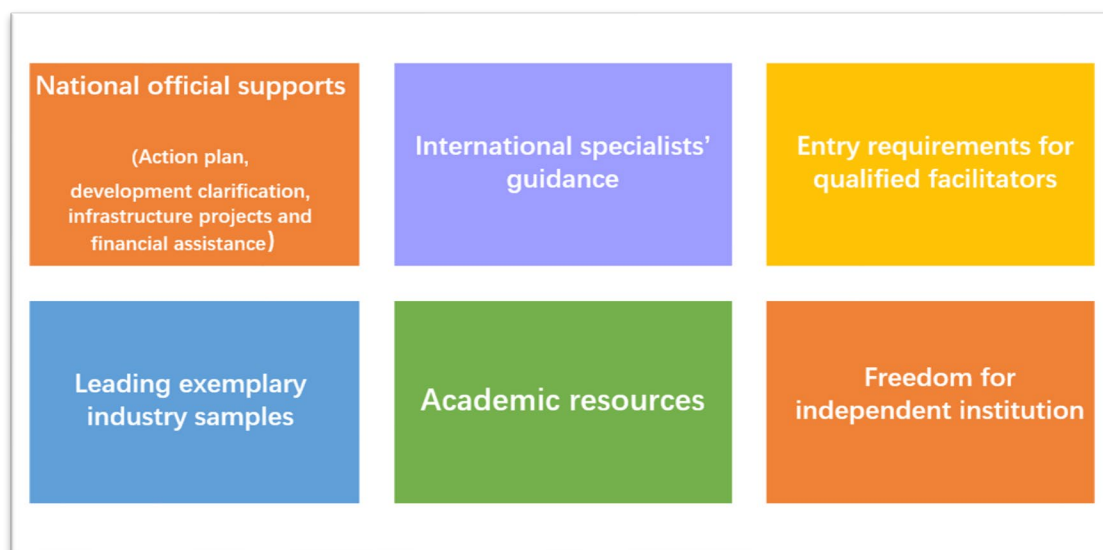 National official supports
(Action plan,
development clarification,
infrastructure projects and
financial assistance)
International specialists’
guidance
Entry requirements for
qualified facilitators
Leading exemplary
industry samples
Academic resources
Freedom for
independent institution